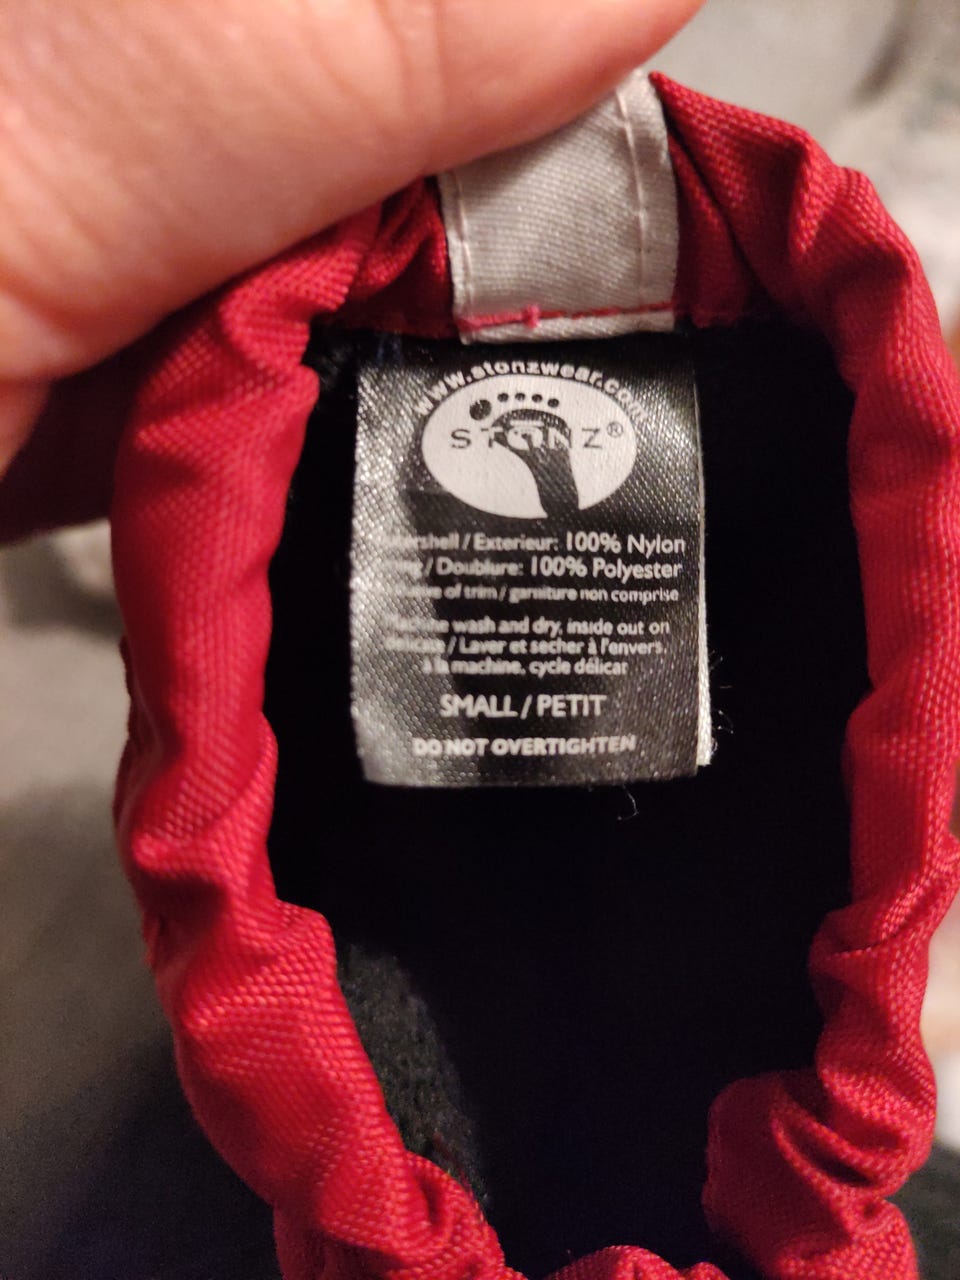 www.stonzwear.com
STONZ®
/ Exterieur: 100% Nylon
/ Doublure: 100% Polyester
of trim / garniture non comprise
wash and dry, inside out on
/ Laver et secher à l'envers,
à la machine, cycle délicat
SMALL / PETIT
DO NOT OVERTIGHTEN